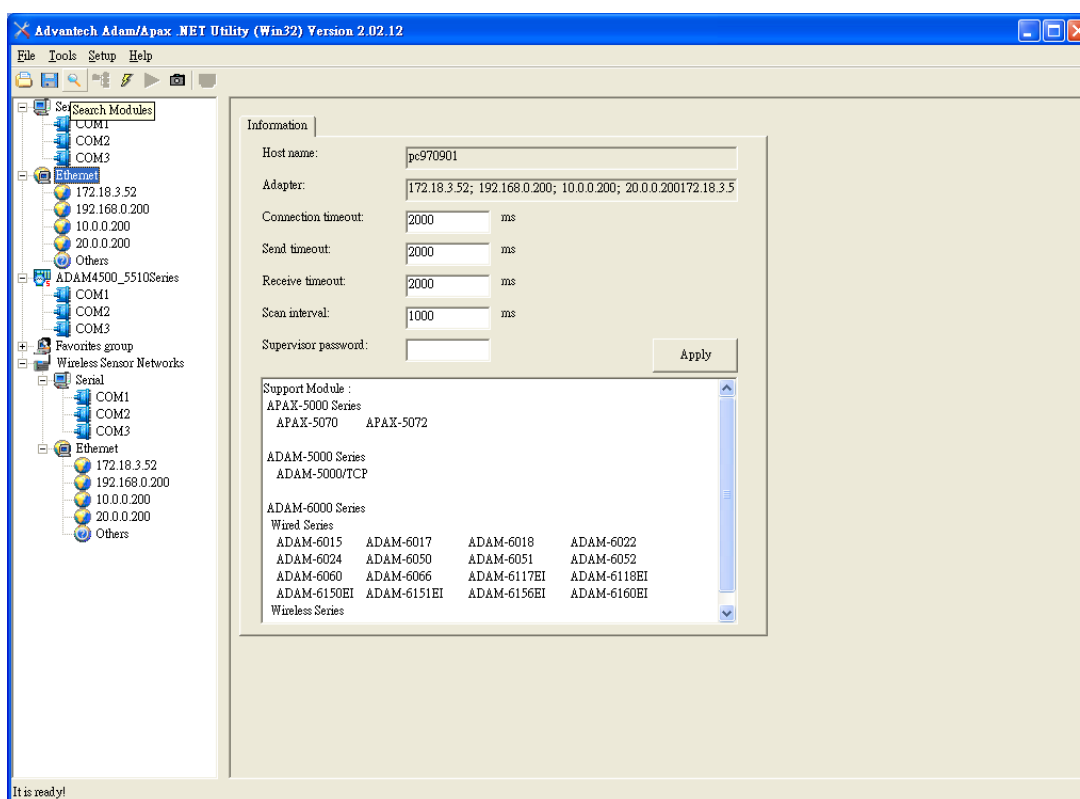 Advantech Adam/Apax .NET Utility (Win32) Version 2.02.12
File Tools Setup Help
Search Modules
COM1
COM2
COM3
Ethernet
172.18.3.52
192.168.0.200
10.0.0.200
20.0.0.200
Others
ADAM4500_5510Series
COM1
COM2
COM3
Favorites group
Wireless Sensor Networks
Serial
COM1
COM2
COM3
Ethernet
172.18.3.52
192.168.0.200
10.0.0.200
20.0.0.200
Others
Information
Host name: pc970901
Adapter: 172.18.3.52; 192.168.0.200; 10.0.0.200; 20.0.0.200172.18.3.5
Connection timeout: 2000 ms
Send timeout: 2000 ms
Receive timeout: 2000 ms
Scan interval: 1000 ms
Supervisor password:
Apply
Support Module :
APAX-5000 Series
APAX-5070 APAX-5072
ADAM-5000 Series
ADAM-5000/TCP
ADAM-6000 Series
Wired Series
ADAM-6015 ADAM-6017 ADAM-6018 ADAM-6022
ADAM-6024 ADAM-6050 ADAM-6051 ADAM-6052
ADAM-6060 ADAM-6066 ADAM-6117EI ADAM-6118EI
ADAM-6150EI ADAM-6151EI ADAM-6156EI ADAM-6160EI
Wireless Series
It is ready!